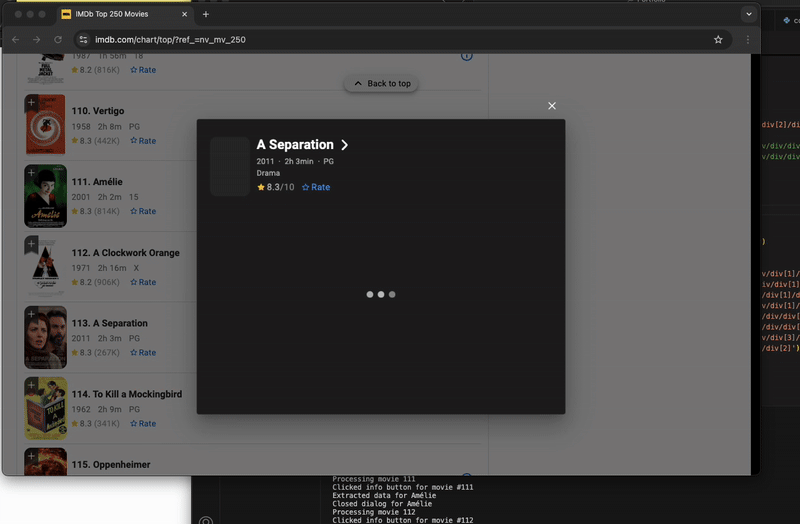 IMDb Top 250 Movies
imdb.com/chart/top/?ref_=nv_mv_250
1987 1h 56m 18
8.2 (816K) Rate
Back to top
110. Vertigo
1958 2h 8m PG
8.3 (442K) Rate
111. Amélie
2001 2h 2m 15
8.3 (814K) Rate
112. A Clockwork Orange
1971 2h 16m X
8.2 (906K) Rate
113. A Separation
2011 2h 3m PG
8.3 (267K) Rate
114. To Kill a Mockingbird
1962 2h 9m PG
8.3 (341K) Rate
115. Oppenheimer
A Separation
2011 · 2h 3min · PG
Drama
8.3/10 Rate
div[2]/di
v/div/div
v/div/div
)
v/div[1]/
iv/div[1]
v/div[1]/d
v/div[1]/
v/div/div
v/div/div
v/div[3]/
/div[2]')
Processing movie 111
Clicked info button for movie #111
Extracted data for Amélie
Closed dialog for Amélie
Processing movie 112
Clicked info button for movie #112